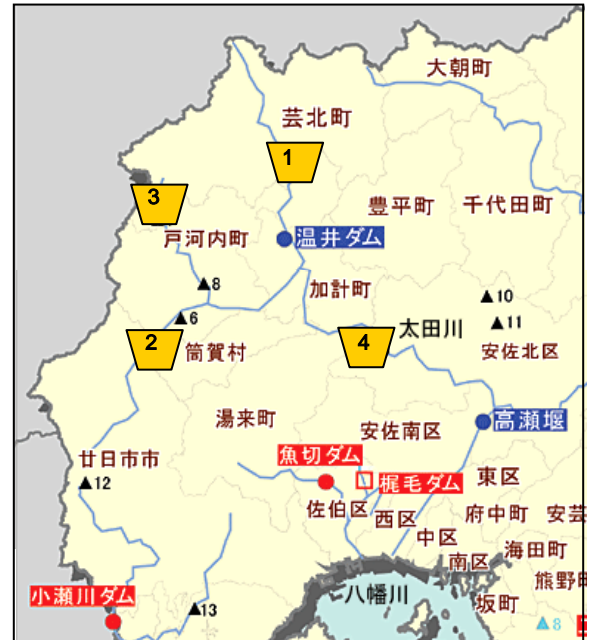 大朝町
芸北町
1
3
豊平町
千代田町
戸河内町
温井ダム
加計町
▲8
▲10
▲6
▲11
2
4
太田川
筒賀村
安佐北区
湯来町
安佐南区
高瀬堰
魚切ダム
廿日市市
▲12
梶毛ダム
東区
佐伯区
西区
府中町
安芸
中区
海田町
南区
熊野町
小瀬川ダム
八幡川
坂町
▲13
▲8